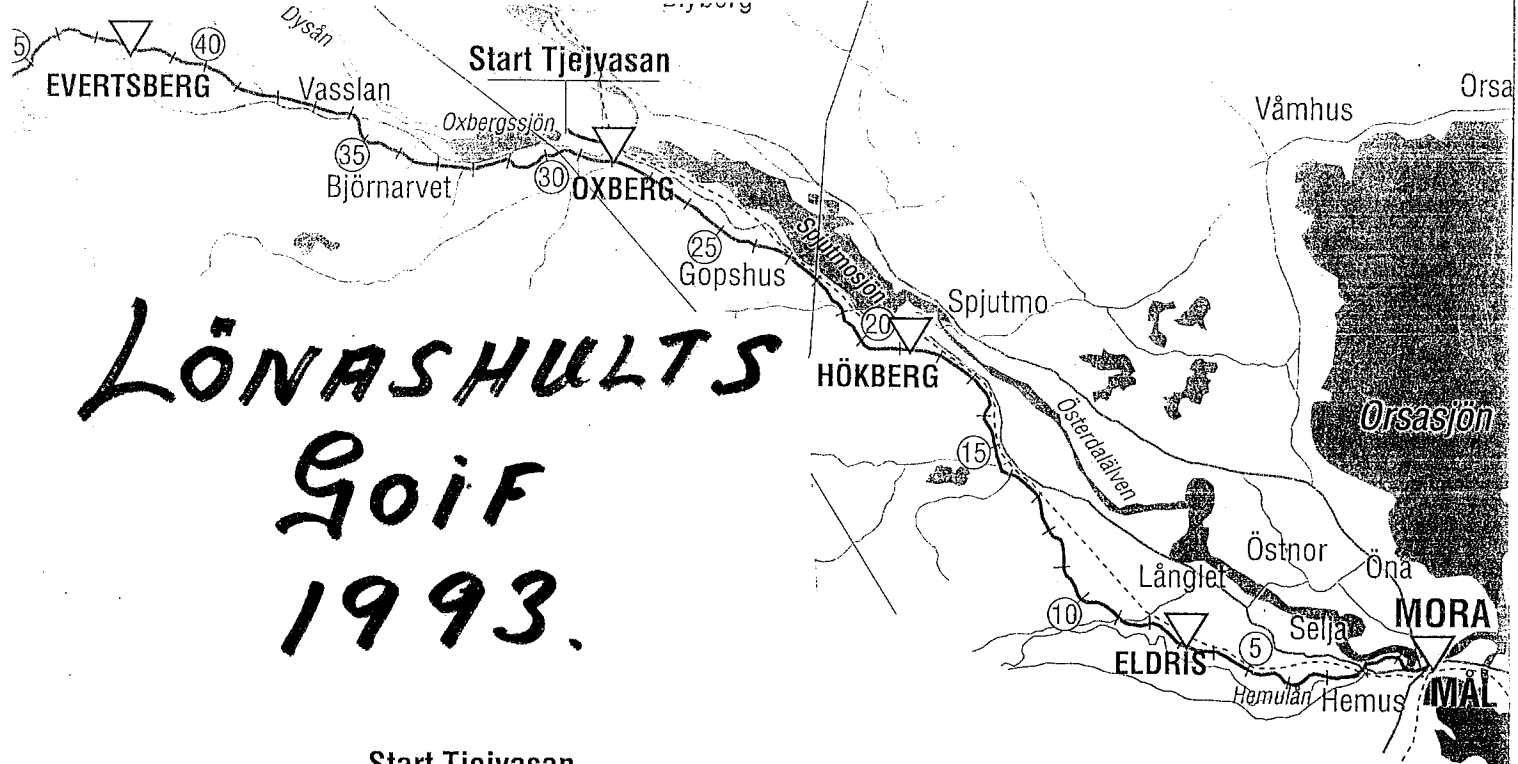 Dysån
40
EVERTSBERG
Start Tjejvasan
Vasslan
Oxbergssjön
35
Björnarvet
30
OXBERG
25
Gopshus
Spjutmosjön
20
HÖKBERG
Spjutmo
Våmhus
Orsa
Orsasjön
Österdalälven
15
Östnor
Öna
Långlet
10
ELDRIS
5
Selja
MORA
MÅL
Hemulån
Hemus
LÖNASHULTS
GOIF
1993.
Start Tjejvasan